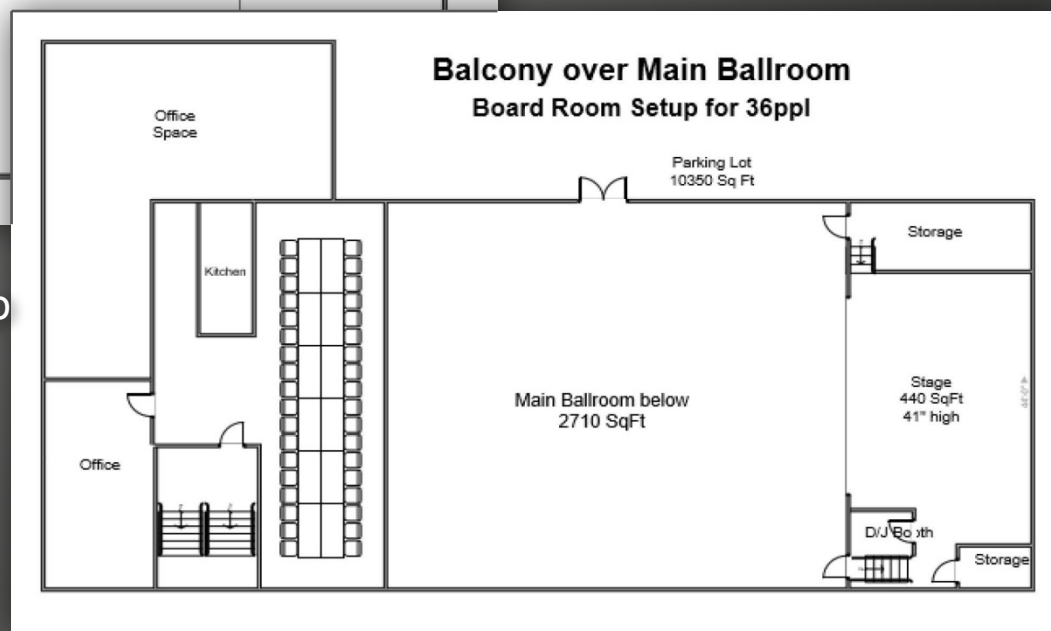 Balcony over Main Ballroom
Board Room Setup for 36ppl
Office
Space
Parking Lot
10350 Sq Ft
Storage
Kitchen
Stage
440 SqFt
41" high
Main Ballroom below
2710 SqFt
Office
D/J Booth
Storage